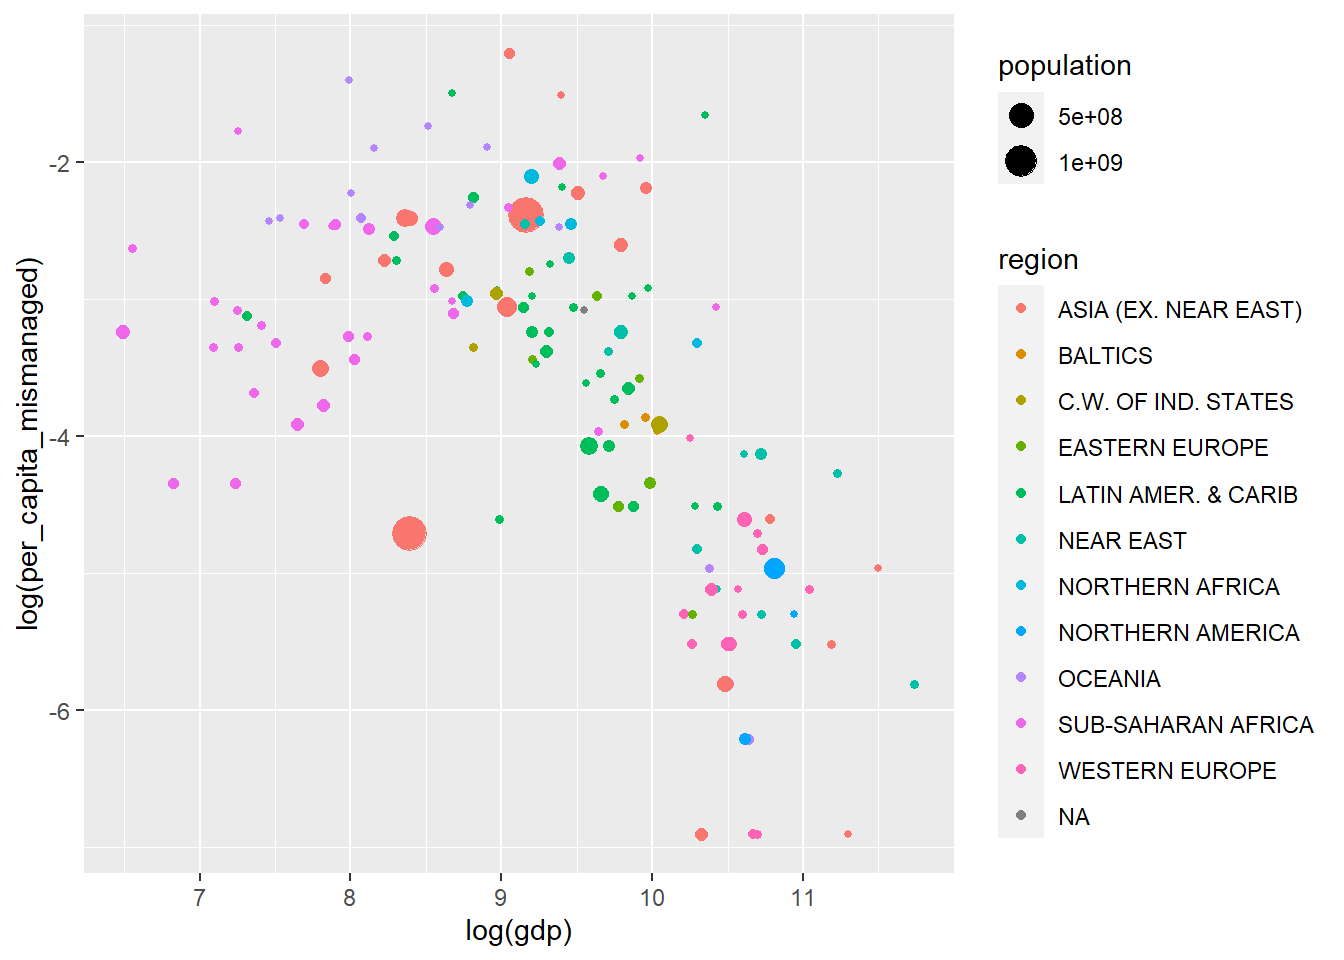 population
5e+08
1e+09
region
ASIA (EX. NEAR EAST)
BALTICS
C.W. OF IND. STATES
EASTERN EUROPE
LATIN AMER. & CARIB
NEAR EAST
NORTHERN AFRICA
NORTHERN AMERICA
OCEANIA
SUB-SAHARAN AFRICA
WESTERN EUROPE
NA
log(per_capita_mismanaged)
-2
-4
-6
7 8 9 10 11
log(gdp)